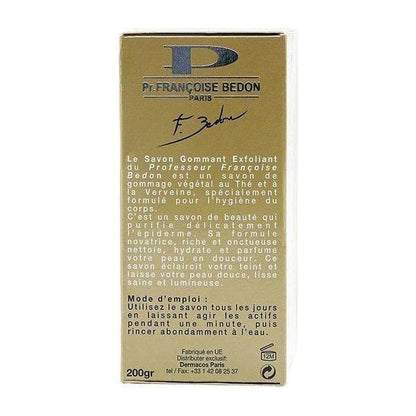 P
Pr.FRANÇOISE BEDON
PARIS
F. Bedon
Le Savon Gommant Exfoliant
du Professeur Françoise
Bedon est un savon de
gommage végétal au Thé et à
la Verveine, spécialement
formulé pour l'hygiène du
corps.
C'est un savon de beauté qui
purifie délicatement
l'épiderme. Sa formule
novatrice, riche et onctueuse
nettoie, hydrate et parfume
votre peau en douceur. Ce
savon éclaircit votre teint et
laisse votre peau douce, lisse
saine et lumineuse.
Mode d'emploi :
Utilisez le savon tous les jours
en laissant agir les actifs
pendant une minute, puis
rincer abondamment à l'eau.
Fabriqué en UE
Distributer exclusif:
Dermacos Paris
tel / Fax: +33 1 42 08 25 37
200gr
12M